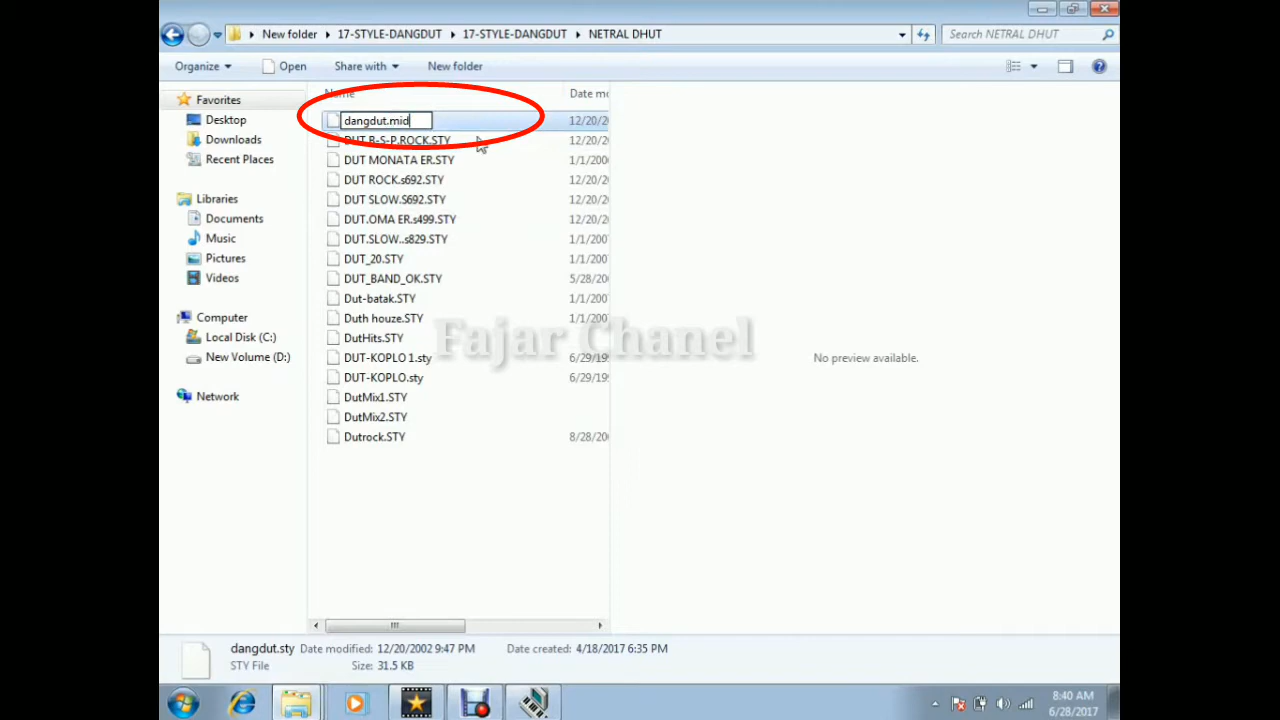 New folder 17-STYLE-DANGDUT 17-STYLE-DANGDUT NETRAL DHUT Search NETRAL DHUT
Organize Open Share with New folder
Favorites
Desktop
Downloads
Recent Places
Libraries
Documents
Music
Pictures
Videos
Computer
Local Disk (C:)
New Volume (D:)
Network
Name Date mo
dangdut.mid 12/20/2
DUT B-S-P.ROCK.STY 12/20/2
DUT MONATA ER.STY 1/1/200
DUT ROCK.s692.STY 12/20/2
DUT SLOW.S692.STY 12/20/2
DUT.OMA ER.s499.STY 12/20/2
DUT.SLOW..s829.STY 1/1/200
DUT_20.STY 1/1/200
DUT_BAND_OK.STY 5/28/20
Dut-batak.STY 1/1/200
Duth houze.STY 1/1/200
DutHits.STY
DUT-KOPLO 1.sty 6/29/19
DUT-KOPLO.sty 6/29/19
DutMix1.STY
DutMix2.STY
Dutrock.STY 8/28/20
Fajar Chanel
No preview available.
dangdut.sty Date modified: 12/20/2002 9:47 PM Date created: 4/18/2017 6:35 PM
STY File Size: 31.5 KB
8:40 AM
6/28/2017